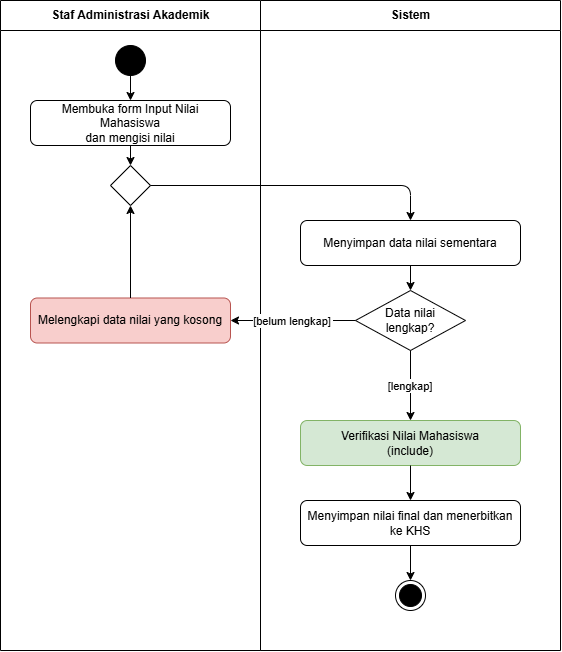 Staf Administrasi Akademik
Sistem
Membuka form Input Nilai
Mahasiswa
dan mengisi nilai
Menyimpan data nilai sementara
Melengkapi data nilai yang kosong
[belum lengkap]
Data nilai
lengkap?
[lengkap]
Verifikasi Nilai Mahasiswa
(include)
Menyimpan nilai final dan menerbitkan
ke KHS